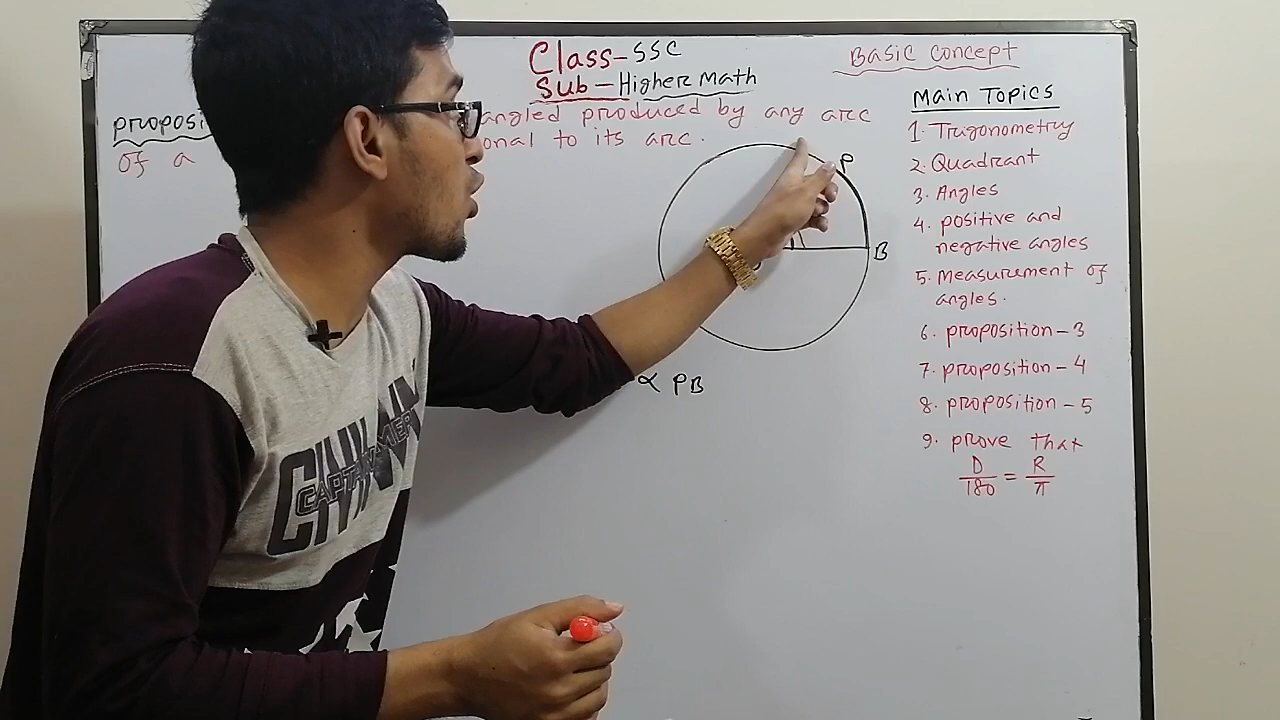 Class-SSC
Sub-Higher Math
Basic Concept
proposi
angled produced by any arc
of a
onal to its arc.
P
B
∝ PB
Main Topics
1. Trigonometry
2. Quadrant
3. Angles
4. positive and
negative angles
5. Measurement of
angles.
6. proposition-3
7. proposition-4
8. proposition-5
9. prove that
D/180 = R/π
CIVIL
CAPTAIN AMER